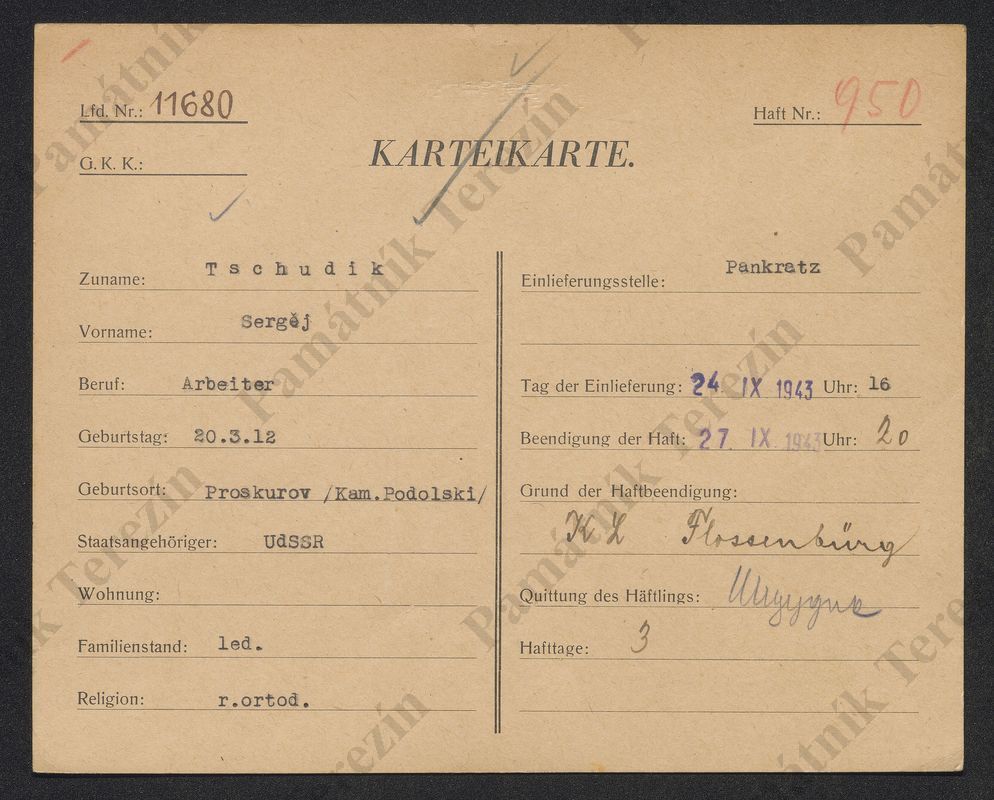 Lfd. Nr.: 11680
Haft Nr.: 950
G. K. K.:
KARTEIKARTE.
Zuname: Tschudik
Vorname: Sergěj
Beruf: Arbeiter
Geburtstag: 20.3.12
Geburtsort: Proskurov /Kam.Podolski/
Staatsangehöriger: UdSSR
Wohnung:
Familienstand: led.
Religion: r.ortod.
Einlieferungsstelle: Pankratz
Tag der Einlieferung: 24. IX 1943 Uhr: 16
Beendigung der Haft: 27. IX 1943 Uhr: 20
Grund der Haftbeendigung:
KL Flossenbürg
Quittung des Häftlings:
Hafttage: 3
Památník Terezín